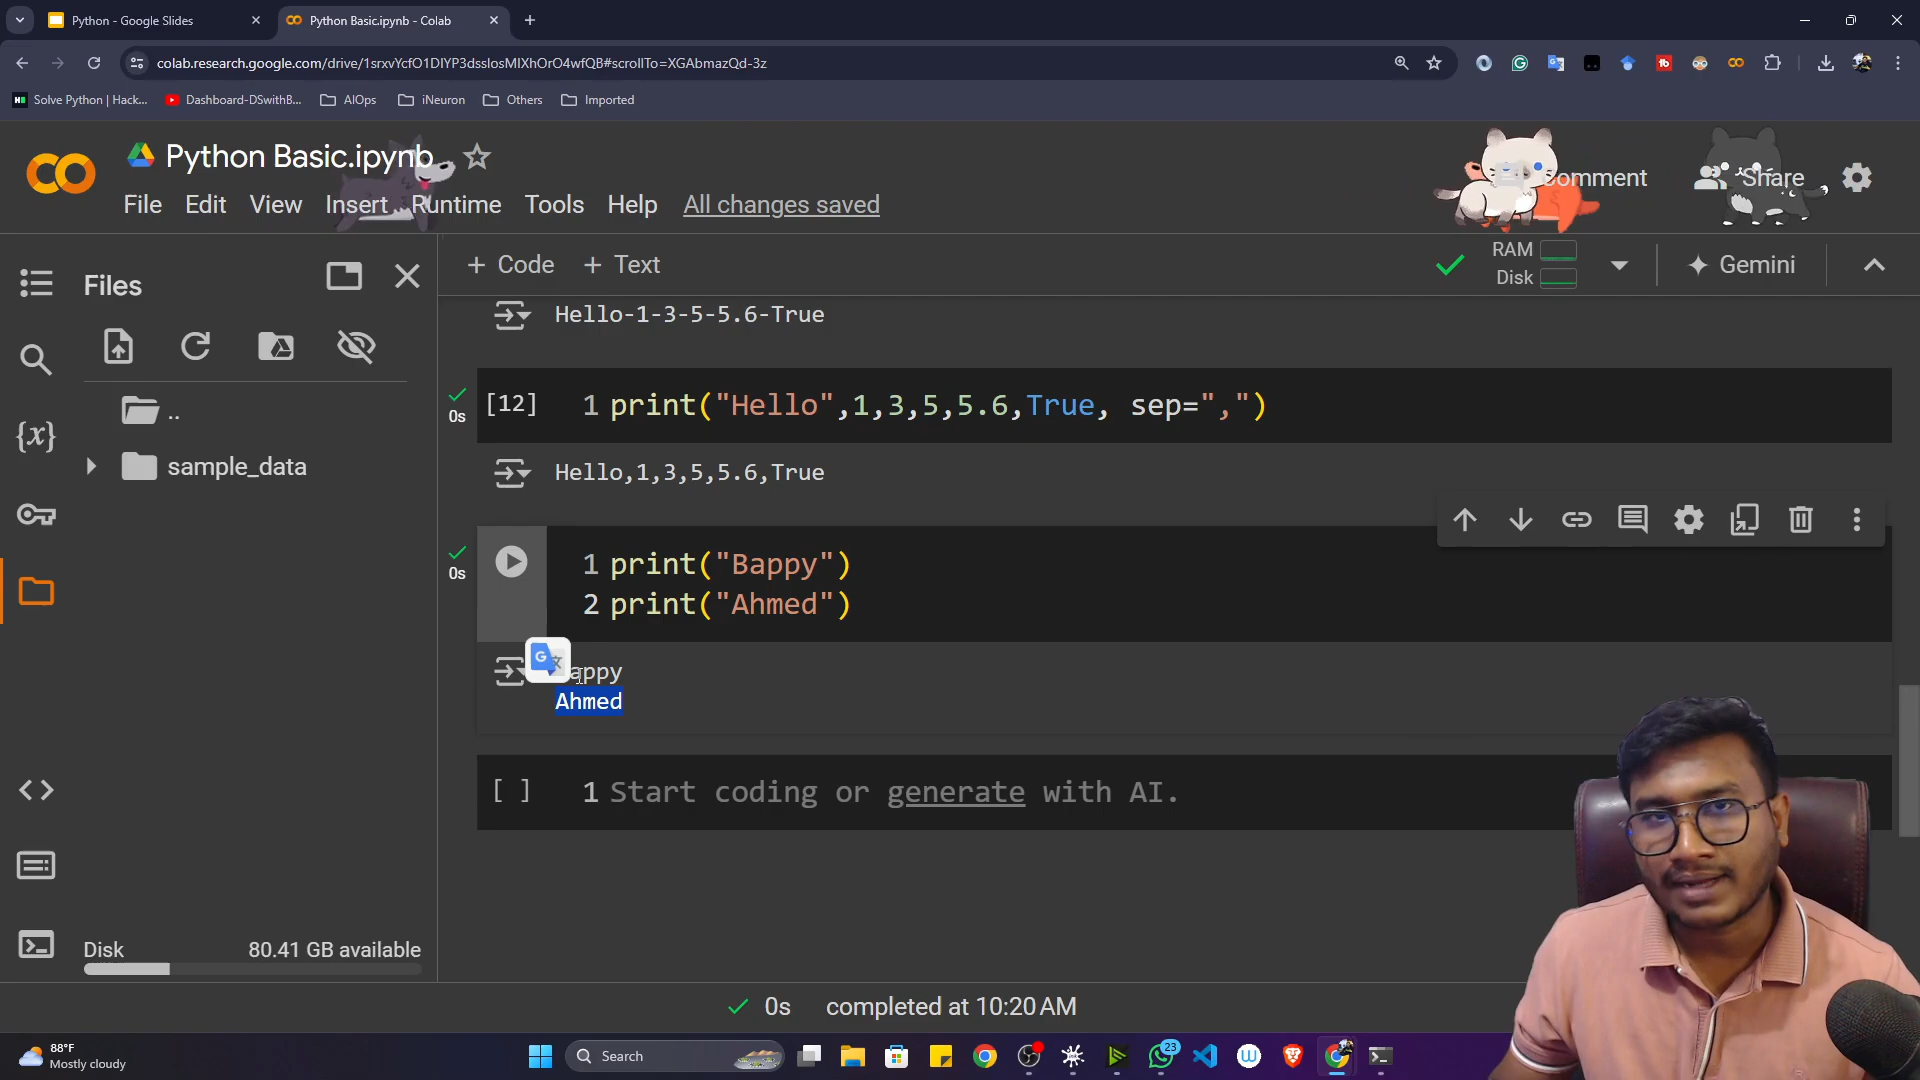 Python - Google Slides
Python Basic.ipynb - Colab
colab.research.google.com/drive/1srxvYcfO1DIYP3dsslosMIXhOrO4wfQB#scrollTo=XGAbmazQd-3z
Solve Python | Hack...
Dashboard-DSwithB...
AIOps
iNeuron
Others
Imported
Python Basic.ipynb
Comment
Share
File Edit View Insert Runtime Tools Help All changes saved
Files
+ Code + Text
RAM
Disk
Gemini
..
sample_data
Hello-1-3-5-5.6-True
0s [12] 1 print("Hello",1,3,5,5.6,True, sep=",")
Hello,1,3,5,5.6,True
0s 1 print("Bappy")
2 print("Ahmed")
appy
Ahmed
[ ] 1 Start coding or generate with AI.
{x}
Disk 80.41 GB available
0s completed at 10:20 AM
88°F
Mostly cloudy
Search
23